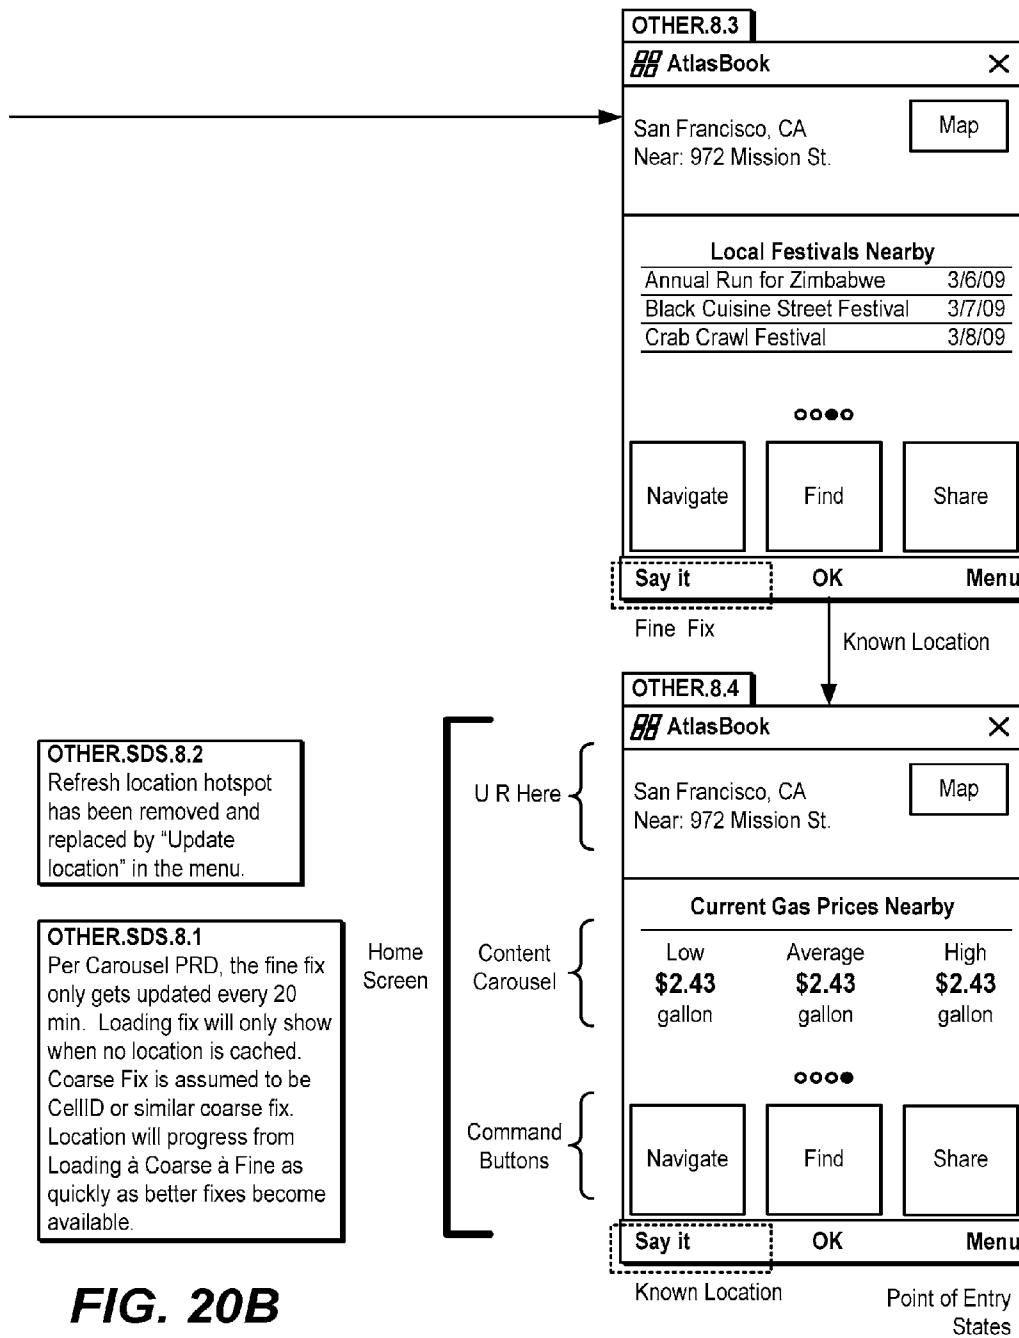 OTHER.8.3
AtlasBook
San Francisco, CA
Near: 972 Mission St.
Map
Local Festivals Nearby
Annual Run for Zimbabwe 3/6/09
Black Cuisine Street Festival 3/7/09
Crab Crawl Festival 3/8/09
Navigate
Find
Share
Say it
OK
Menu
Fine Fix
Known Location
OTHER.8.4
AtlasBook
San Francisco, CA
Near: 972 Mission St.
Map
Current Gas Prices Nearby
Low Average High
$2.43 $2.43 $2.43
gallon gallon gallon
Navigate
Find
Share
Say it
OK
Menu
Known Location
Point of Entry
States
U R Here
Content
Carousel
Command
Buttons
Home
Screen
OTHER.SDS.8.2
Refresh location hotspot
has been removed and
replaced by “Update
location” in the menu.
OTHER.SDS.8.1
Per Carousel PRD, the fine fix
only gets updated every 20
min. Loading fix will only show
when no location is cached.
Coarse Fix is assumed to be
CellID or similar coarse fix.
Location will progress from
Loading à Coarse à Fine as
quickly as better fixes become
available.
FIG. 20B